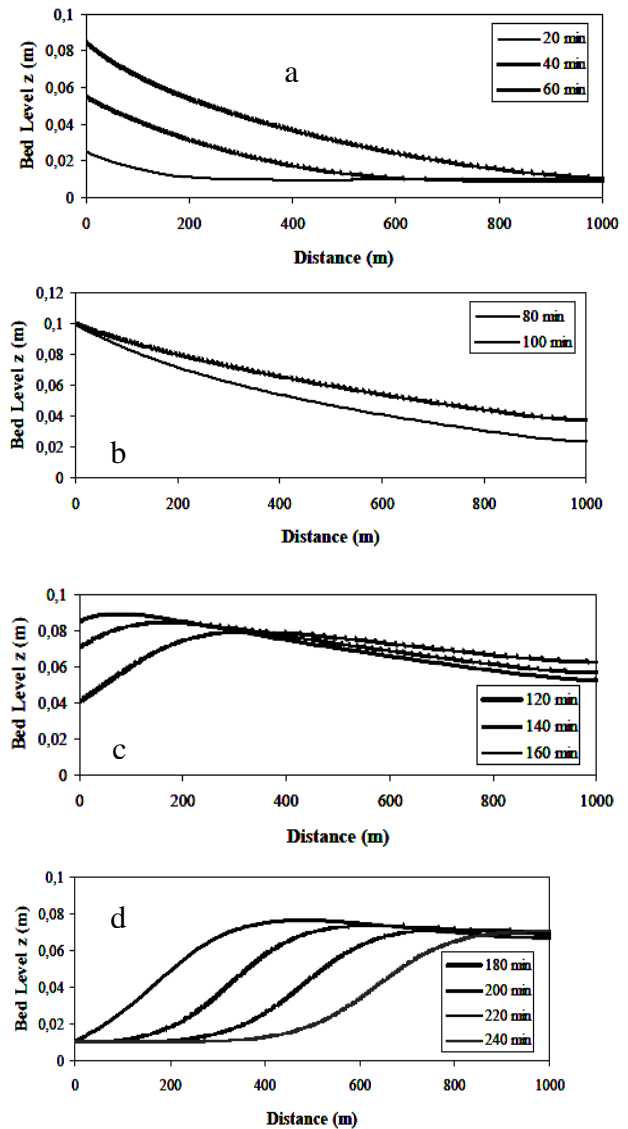 0,1
0,08
0,06
0,04
0,02
0
Bed Level z (m)
a
20 min
40 min
60 min
0 200 400 600 800 1000
Distance (m)
0,12
0,1
0,08
0,06
0,04
0,02
0
Bed Level z (m)
b
80 min
100 min
0 200 400 600 800 1000
Distance (m)
0,1
0,08
0,06
0,04
0,02
0
Bed Level z (m)
c
120 min
140 min
160 min
0 200 400 600 800 1000
Distance (m)
0,1
0,08
0,06
0,04
0,02
0
Bed Level z (m)
d
180 min
200 min
220 min
240 min
0 200 400 600 800 1000
Distance (m)